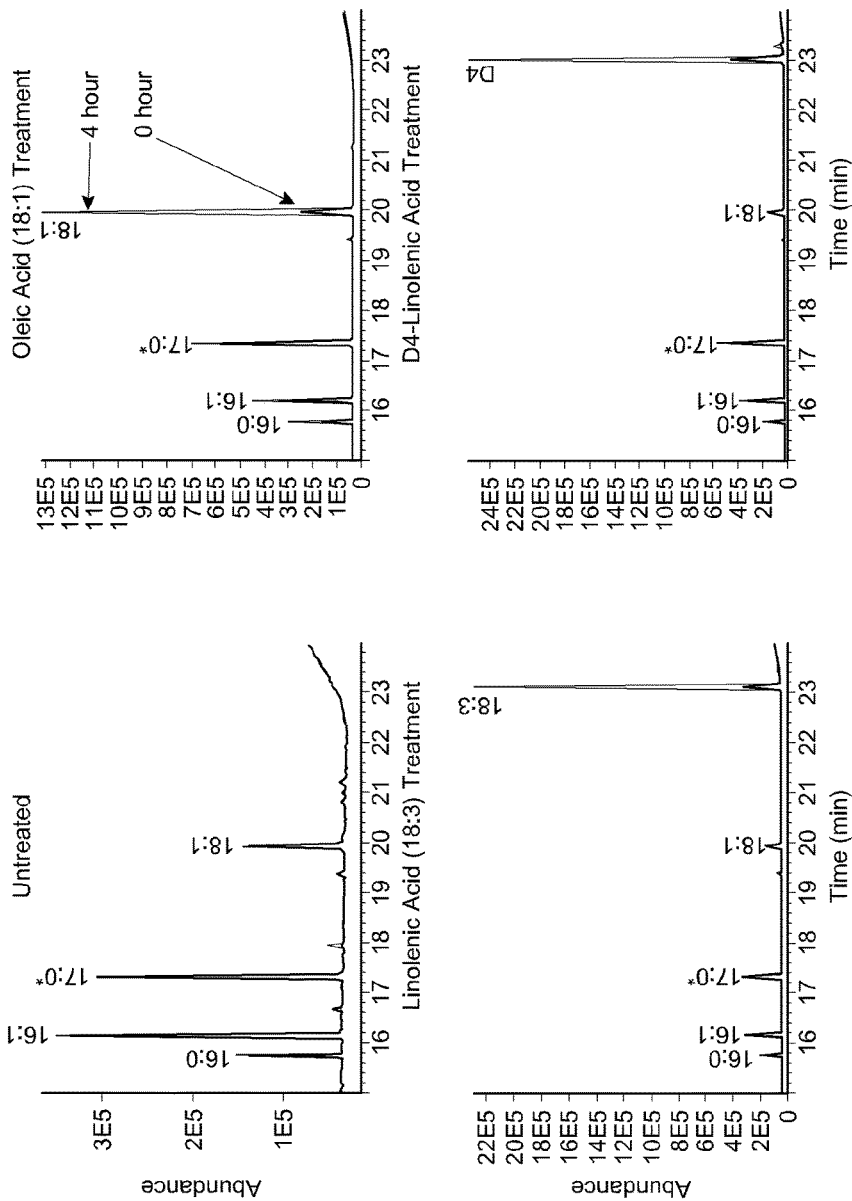 Untreated
Abundance
3E5
2E5
1E5
16:0
16:1
17:0*
18:1
16 17 18 19 20 21 22 23
Oleic Acid (18:1) Treatment
13E5
12E5
11E5
10E5
9E5
8E5
7E5
6E5
5E5
4E5
3E5
2E5
1E5
0
16:0
16:1
17:0*
18:1
4 hour
0 hour
16 17 18 19 20 21 22 23
Linolenic Acid (18:3) Treatment
Abundance
22E5
20E5
18E5
16E5
14E5
12E5
10E5
8E5
6E5
4E5
2E5
0
16:0
16:1
17:0*
18:1
18:3
16 17 18 19 20 21 22 23
Time (min)
D4-Linolenic Acid Treatment
24E5
22E5
20E5
18E5
16E5
14E5
12E5
10E5
8E5
6E5
4E5
2E5
0
16:0
16:1
17:0*
18:1
D4
16 17 18 19 20 21 22 23
Time (min)